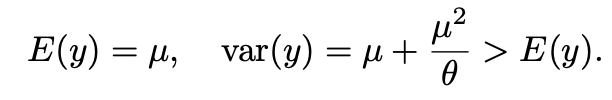 E(y) = μ, var(y) = μ + μ²/θ > E(y).